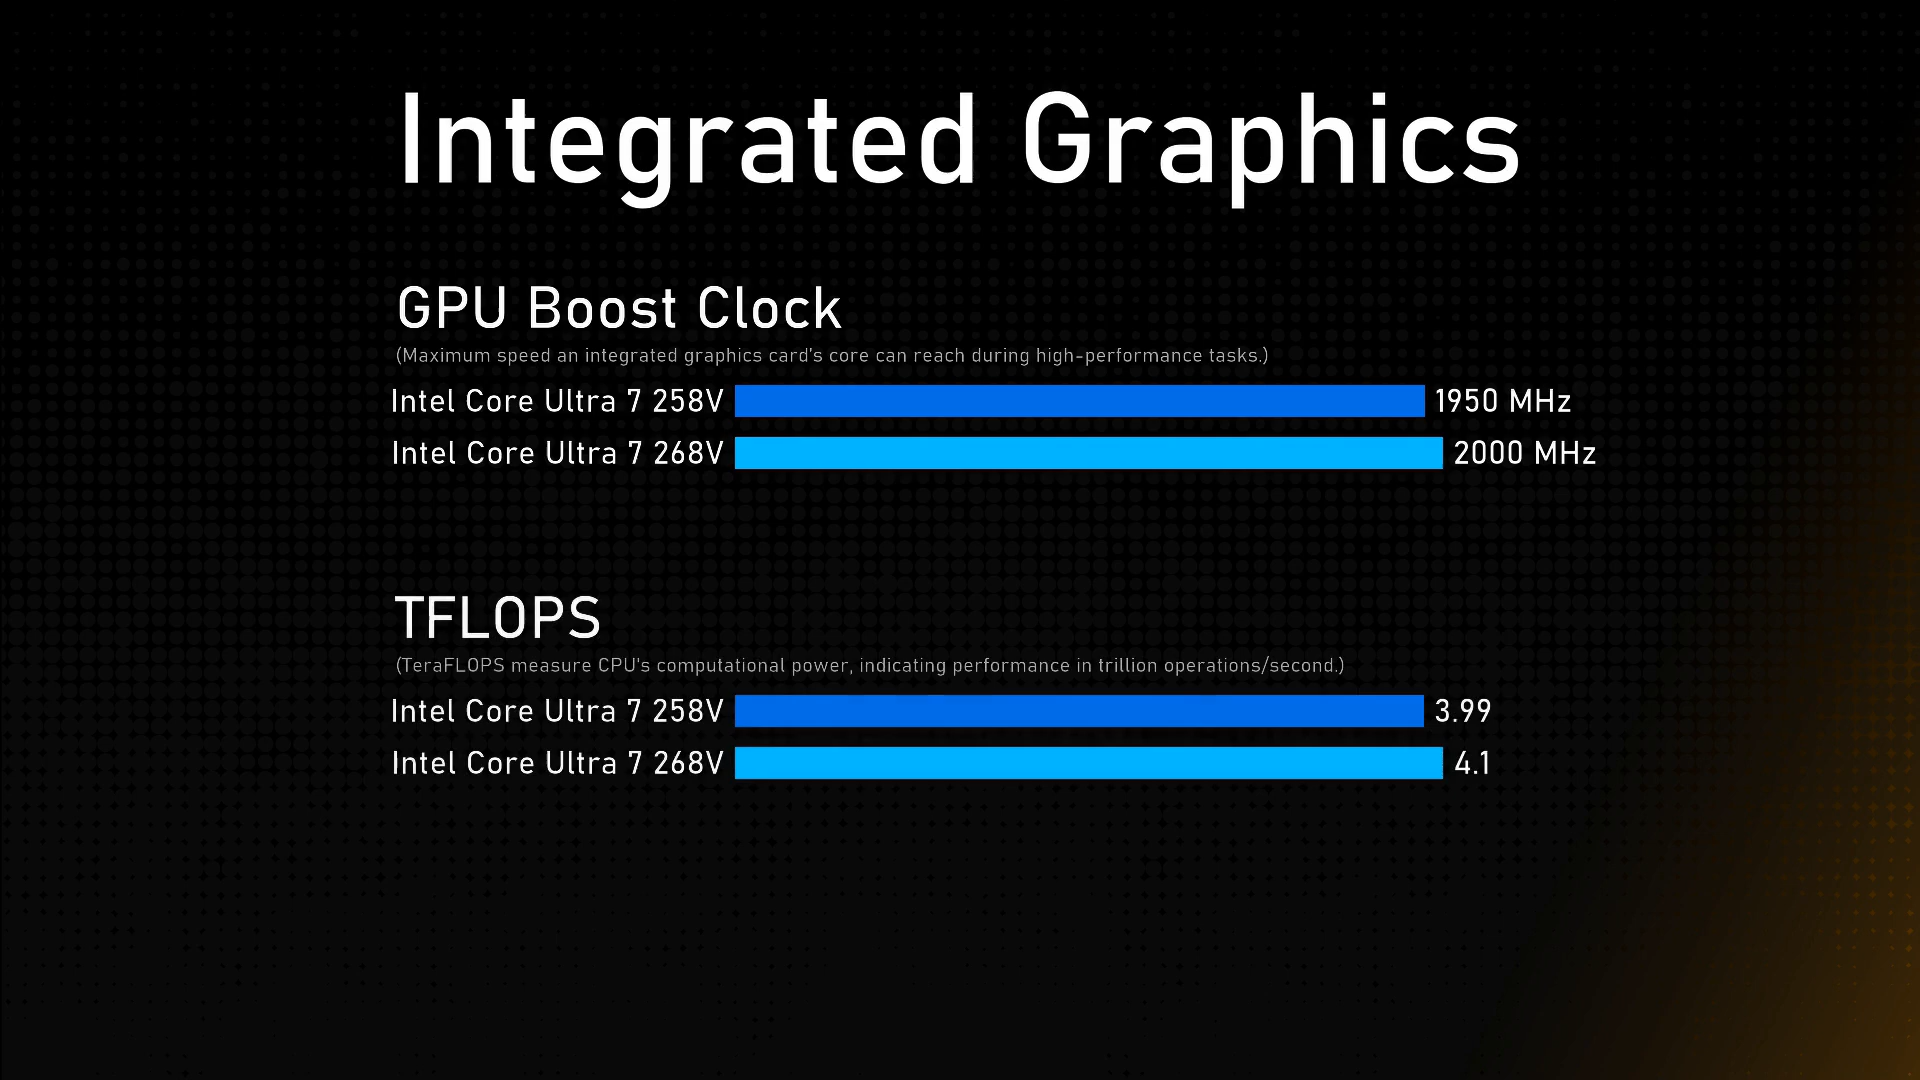 Integrated Graphics
GPU Boost Clock
(Maximum speed an integrated graphics card's core can reach during high-performance tasks.)
Intel Core Ultra 7 258V 1950 MHz
Intel Core Ultra 7 268V 2000 MHz
TFLOPS
(TeraFLOPS measure CPU's computational power, indicating performance in trillion operations/second.)
Intel Core Ultra 7 258V 3.99
Intel Core Ultra 7 268V 4.1